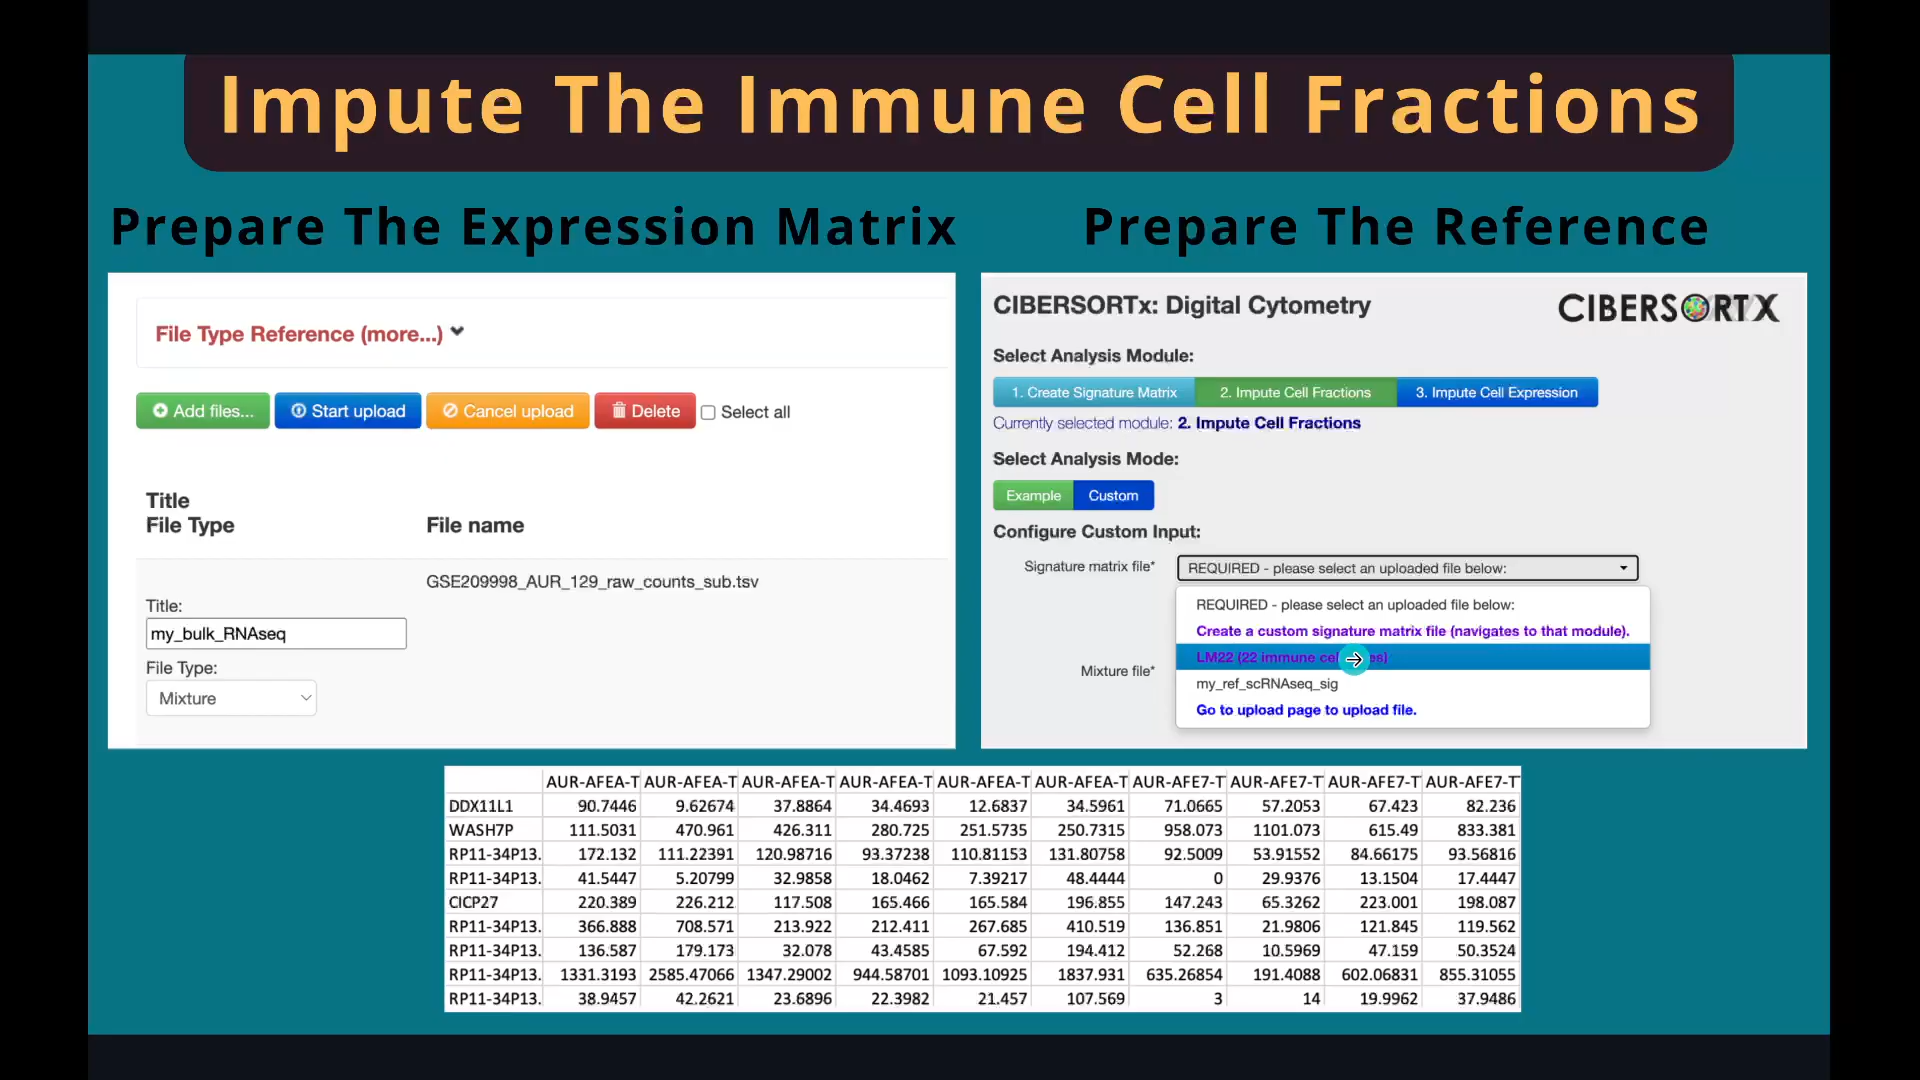 Impute The Immune Cell Fractions
Prepare The Expression Matrix
File Type Reference (more...)
Add files... Start upload Cancel upload Delete Select all
Title
File Type File name
GSE209998_AUR_129_raw_counts_sub.tsv
Title:
my_bulk_RNAseq
File Type:
Mixture
Prepare The Reference
CIBERSORTx: Digital Cytometry
CIBERSORTX
Select Analysis Module:
1. Create Signature Matrix 2. Impute Cell Fractions 3. Impute Cell Expression
Currently selected module: 2. Impute Cell Fractions
Select Analysis Mode:
Example Custom
Configure Custom Input:
Signature matrix file* REQUIRED - please select an uploaded file below:
REQUIRED - please select an uploaded file below:
Create a custom signature matrix file (navigates to that module).
LM22 (22 immune
Mixture file*
my_ref_scRNAseq_sig
Go to upload page to upload file.
AUR-AFEA-T AUR-AFEA-T AUR-AFEA-T AUR-AFEA-T AUR-AFEA-T AUR-AFEA-T AUR-AFE7-T AUR-AFE7-T AUR-AFE7-T AUR-AFE7-T
DDX11L1 90.7446 9.62674 37.8864 34.4693 12.6837 34.5961 71.0665 57.2053 67.423 82.236
WASH7P 111.5031 470.961 426.311 280.725 251.5735 250.7315 958.073 1101.073 615.49 833.381
RP11-34P13. 172.132 111.22391 120.98716 93.37238 110.81153 131.80758 92.5009 53.91552 84.66175 93.56816
RP11-34P13. 41.5447 5.20799 32.9858 18.0462 7.39217 48.4444 0 29.9376 13.1504 17.4447
CICP27 220.389 226.212 117.508 165.466 165.584 196.855 147.243 65.3262 223.001 198.087
RP11-34P13. 366.888 708.571 213.922 212.411 267.685 410.519 136.851 21.9806 121.845 119.562
RP11-34P13. 136.587 179.173 32.078 43.4585 67.592 194.412 52.268 10.5969 47.159 50.3524
RP11-34P13. 1331.3193 2585.47066 1347.29002 944.58701 1093.10925 1837.931 635.26854 191.4088 602.06831 855.31055
RP11-34P13. 38.9457 42.2621 23.6896 22.3982 21.457 107.569 3 14 19.9962 37.9486